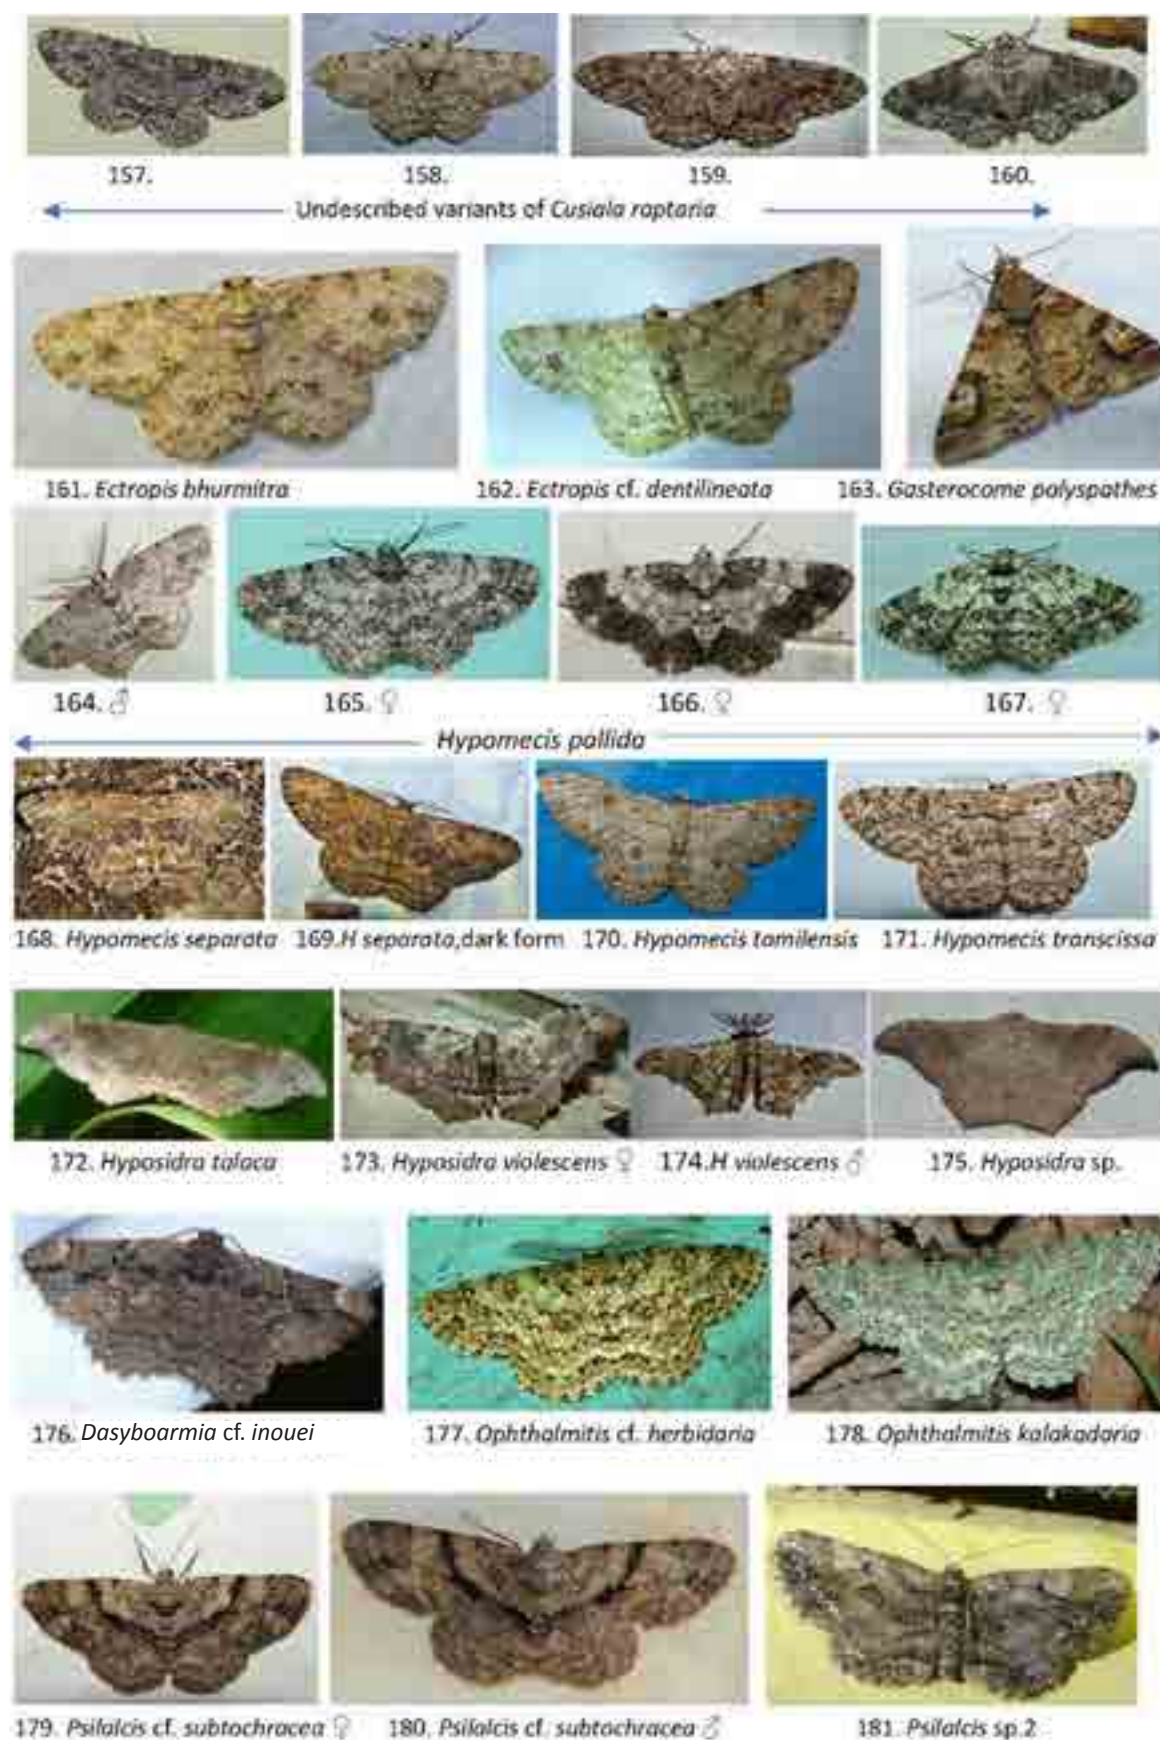 157. 158. 159. 160.
Undescribed variants of Cusiala raptaria
161. Ectropis bhurmitra 162. Ectropis cf. dentilineata 163. Gasterocome polyspathes
164. ♂ 165. ♀ 166. ♀ 167. ♀
Hypomecis pallida
168. Hypomecis separata 169.H separata,dark form 170. Hypomecis tamilensis 171. Hypomecis transcissa
172. Hyposidra talaca 173. Hyposidra violescens ♀ 174.H violescens ♂ 175. Hyposidra sp.
176. Dasyboarmia cf. inouei 177. Ophthalmitis cf. herbidaria 178. Ophthalmitis kalakadaria
179. Psilalcis cf. subtochracea ♀ 180. Psilalcis cf. subtochracea ♂ 181. Psilalcis sp.2